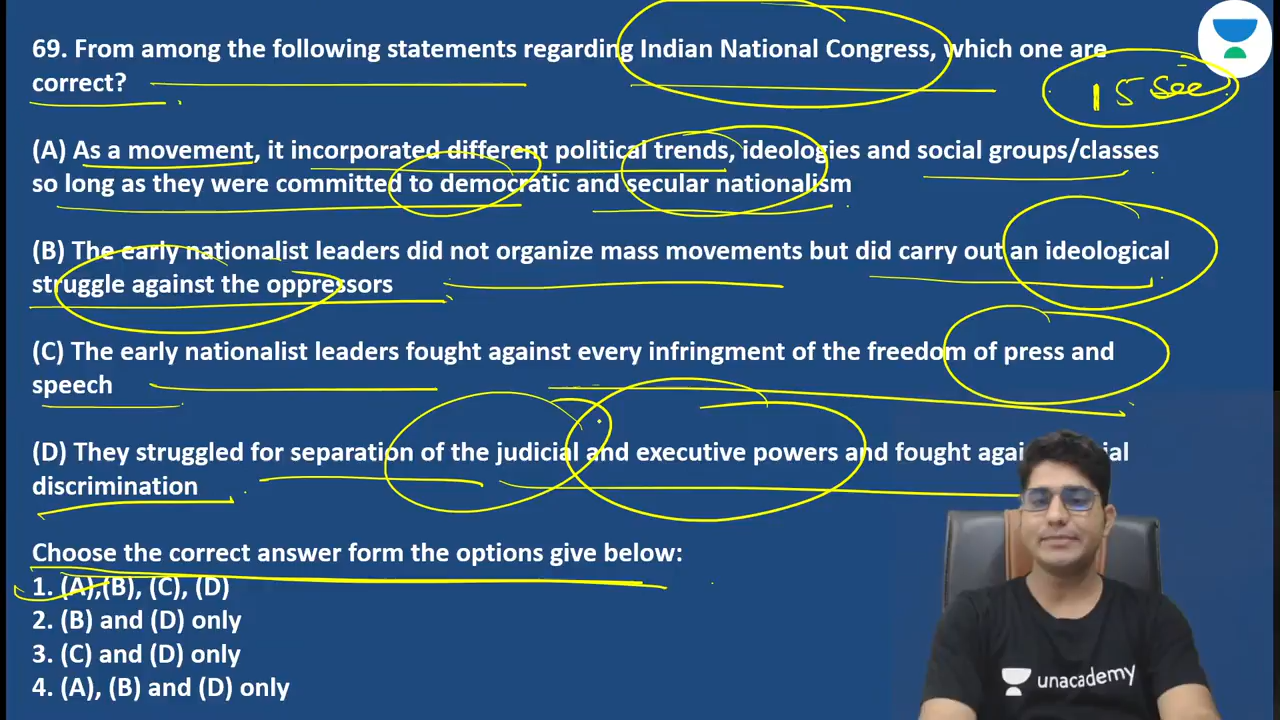 69. From among the following statements regarding Indian National Congress, which one are
correct?
15 See
(A) As a movement, it incorporated different political trends, ideologies and social groups/classes
so long as they were committed to democratic and secular nationalism
(B) The early nationalist leaders did not organize mass movements but did carry out an ideological
struggle against the oppressors
(C) The early nationalist leaders fought against every infringment of the freedom of press and
speech
(D) They struggled for separation of the judicial and executive powers and fought
discrimination
Choose the correct answer form the options give below:
1. (A),(B), (C), (D)
2. (B) and (D) only
3. (C) and (D) only
4. (A), (B) and (D) only
unacademy